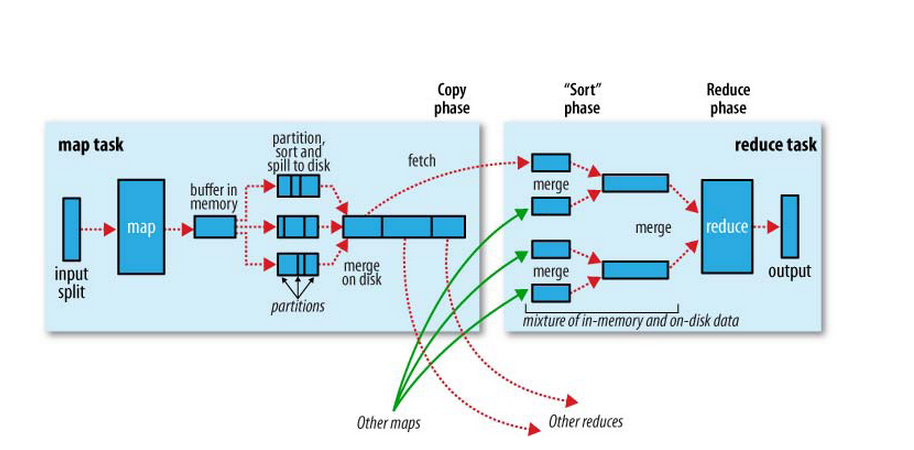 Copy
phase
“Sort”
phase
Reduce
phase
map task
partition,
sort and
spill to disk
fetch
reduce task
buffer in
memory
merge
map
merge
reduce
input
split
merge
on disk
merge
output
partitions
mixture of in-memory and on-disk data
Other maps
Other reduces